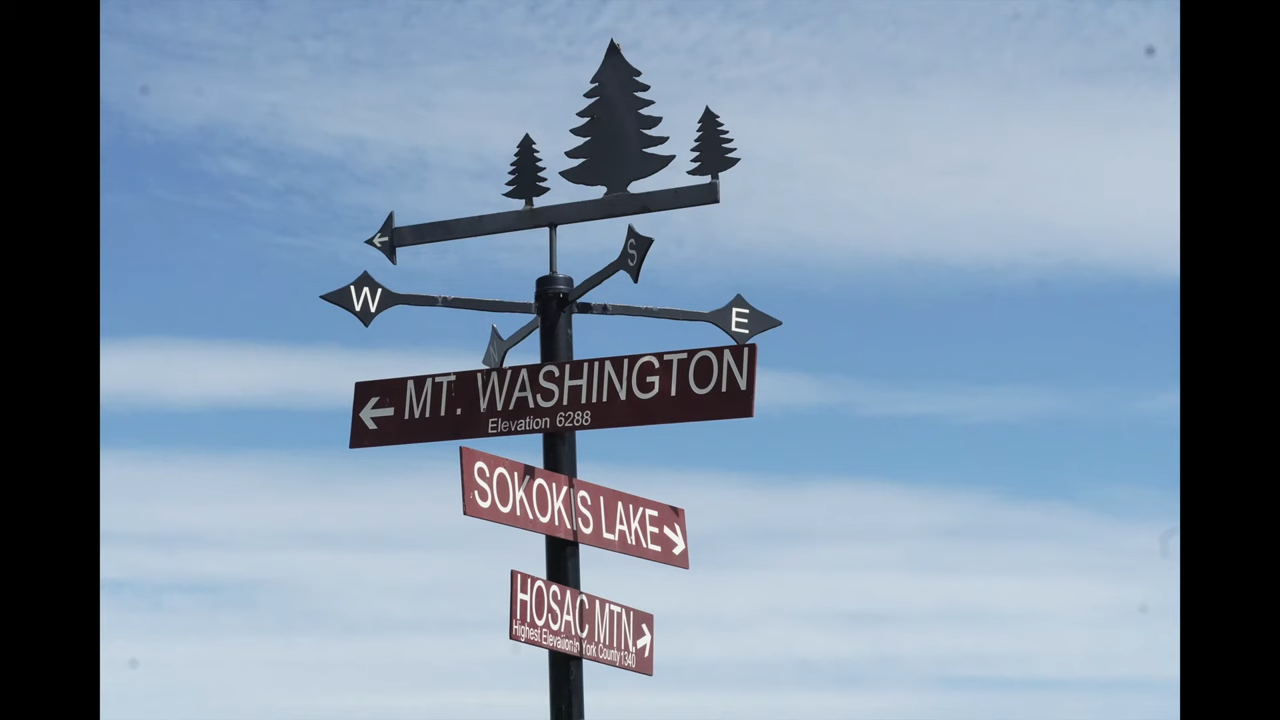 S
W
E
N
← MT. WASHINGTON
Elevation 6288
SOKOKIS LAKE →
HOSAC MTN. →
Highest Elevation In York County 1340